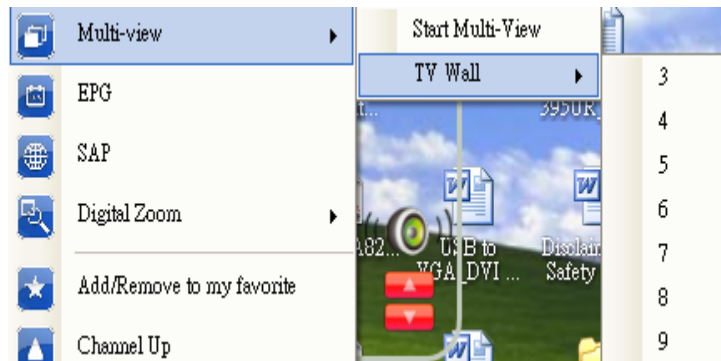 Multi-view
EPG
SAP
Digital Zoom
Add/Remove to my favorite
Channel Up
Start Multi-View
TV Wall
3
4
5
6
7
8
9
USB to
VGA_DVI ...
Safety